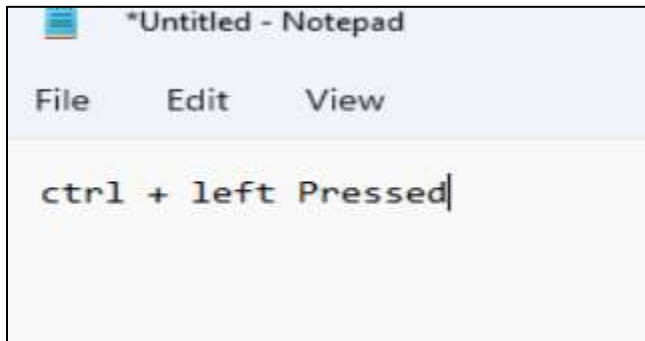 *Untitled - Notepad
File Edit View
ctrl + left Pressed